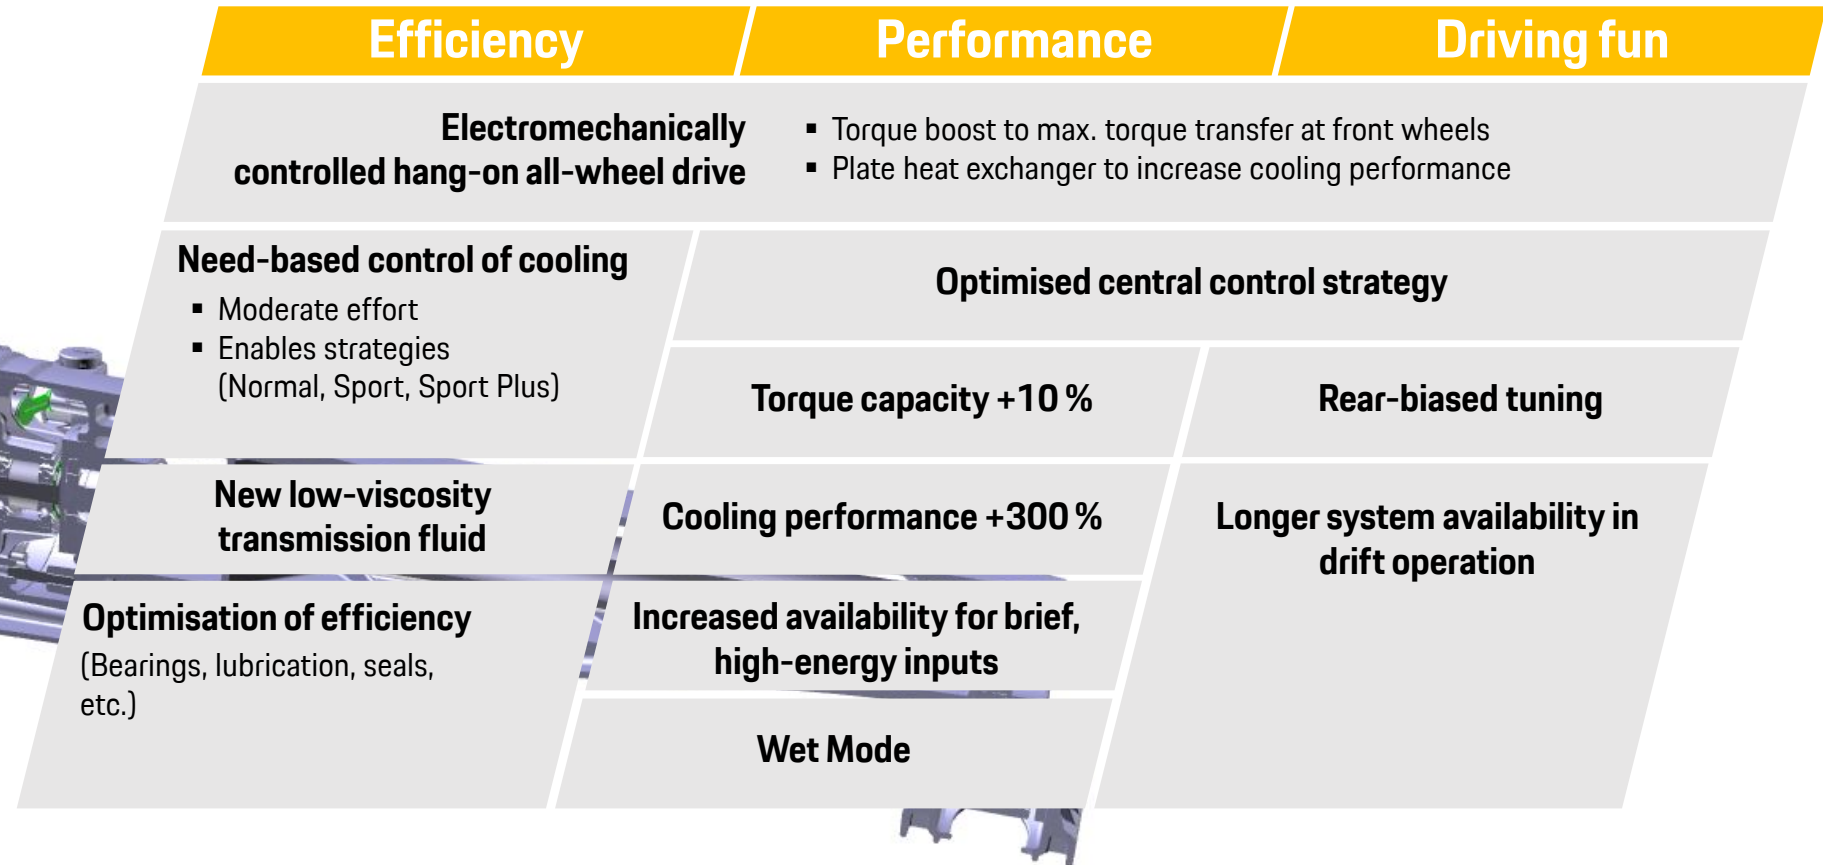 Efficiency
Performance
Driving fun
Electromechanically
controlled hang-on all-wheel drive
▪ Torque boost to max. torque transfer at front wheels
▪ Plate heat exchanger to increase cooling performance
Need-based control of cooling
▪ Moderate effort
▪ Enables strategies
(Normal, Sport, Sport Plus)
Optimised central control strategy
Torque capacity +10 %
Rear-biased tuning
New low-viscosity
transmission fluid
Cooling performance +300 %
Longer system availability in
drift operation
Optimisation of efficiency
(Bearings, lubrication, seals,
etc.)
Increased availability for brief,
high-energy inputs
Wet Mode